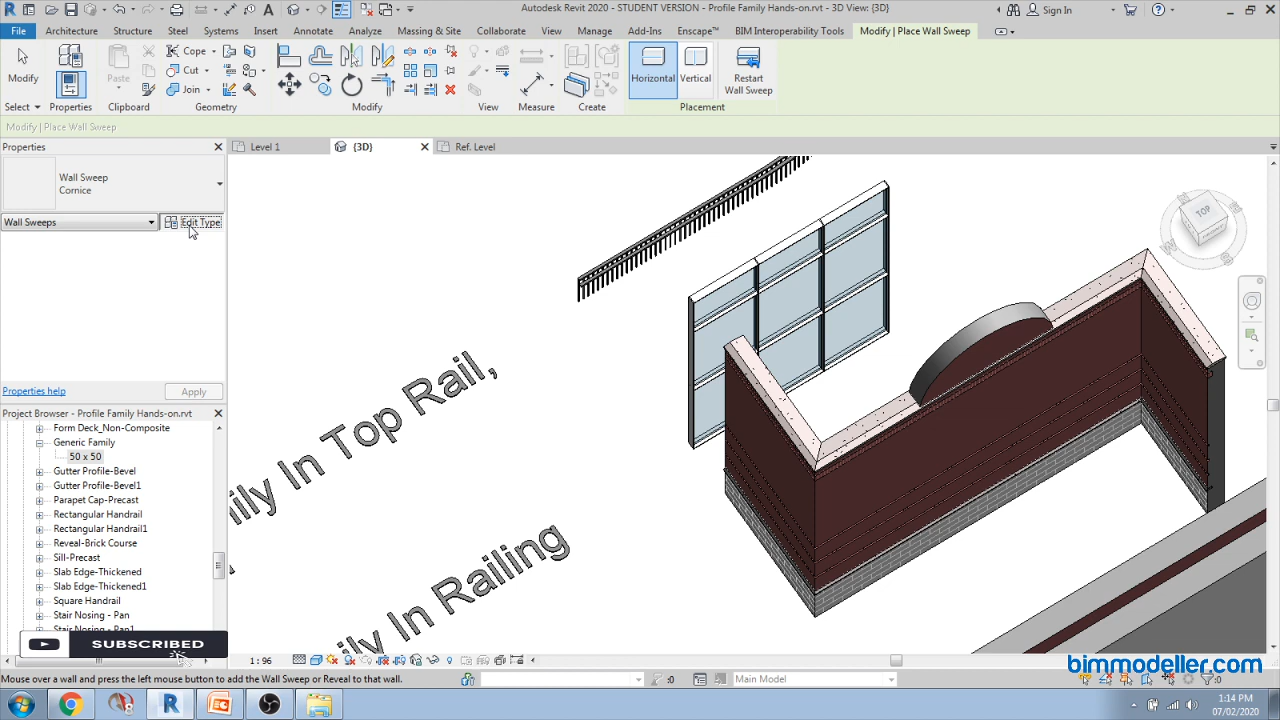 Autodesk Revit 2020 - STUDENT VERSION - Profile Family Hands-on.rvt - 3D View: {3D}
Sign In
File Architecture Structure Steel Systems Insert Annotate Analyze Massing & Site Collaborate View Manage Add-Ins Enscape™ BIM Interoperability Tools Modify | Place Wall Sweep
Modify
Paste
Cope
Cut
Join
Horizontal
Vertical
Restart
Wall Sweep
Select Properties Clipboard Geometry Modify View Measure Create Placement
Modify | Place Wall Sweep
Properties
Level 1
{3D}
Ref. Level
Wall Sweep
Cornice
Wall Sweeps
Edit Type
Properties help
Apply
Project Browser - Profile Family Hands-on.rvt
Form Deck_Non-Composite
Generic Family
50 x 50
Gutter Profile-Bevel
Gutter Profile-Bevel1
Parapet Cap-Precast
Rectangular Handrail
Rectangular Handrail1
Reveal-Brick Course
Sill-Precast
Slab Edge-Thickened
Slab Edge-Thickened1
Square Handrail
Stair Nosing - Pan
Stair Nosing - Pan1
SUBSCRIBED
TOP
W
S
ily In Top Rail,
ily In Railing
1 : 96
bimmodeller.com
Mouse over a wall and press the left mouse button to add the Wall Sweep or Reveal to that wall.
:0
Main Model
:0
1:14 PM
07/02/2020